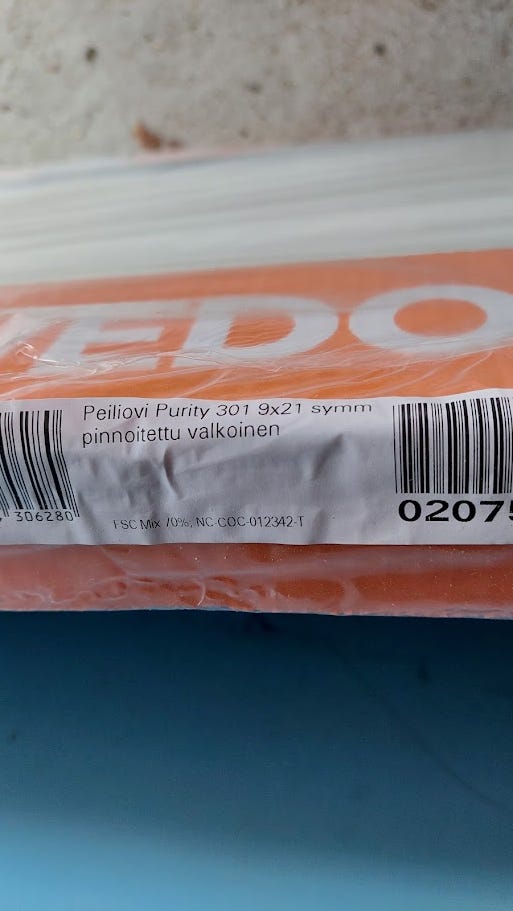 EDO
Peiliovi Purity 301 9x21 symm
pinnoitettu valkoinen
306280
FSC Mix 70%, NC-COC-012342-T
0207